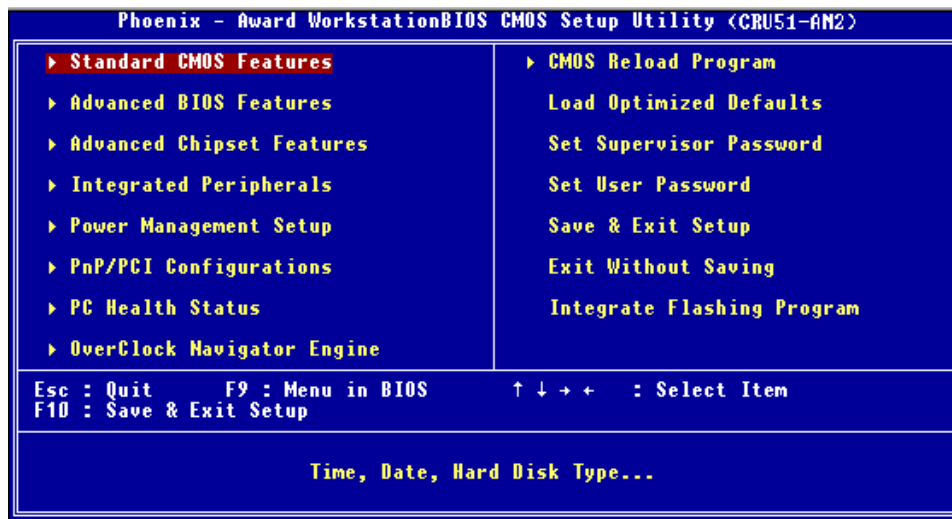 Phoenix - Award WorkstationBIOS CMOS Setup Utility (CRU51-AN2)
▸ Standard CMOS Features
▸ Advanced BIOS Features
▸ Advanced Chipset Features
▸ Integrated Peripherals
▸ Power Management Setup
▸ PnP/PCI Configurations
▸ PC Health Status
▸ OverClock Navigator Engine
▸ CMOS Reload Program
Load Optimized Defaults
Set Supervisor Password
Set User Password
Save & Exit Setup
Exit Without Saving
Integrate Flashing Program
Esc : Quit F9 : Menu in BIOS ↑ ↓ → ← : Select Item
F10 : Save & Exit Setup
Time, Date, Hard Disk Type...